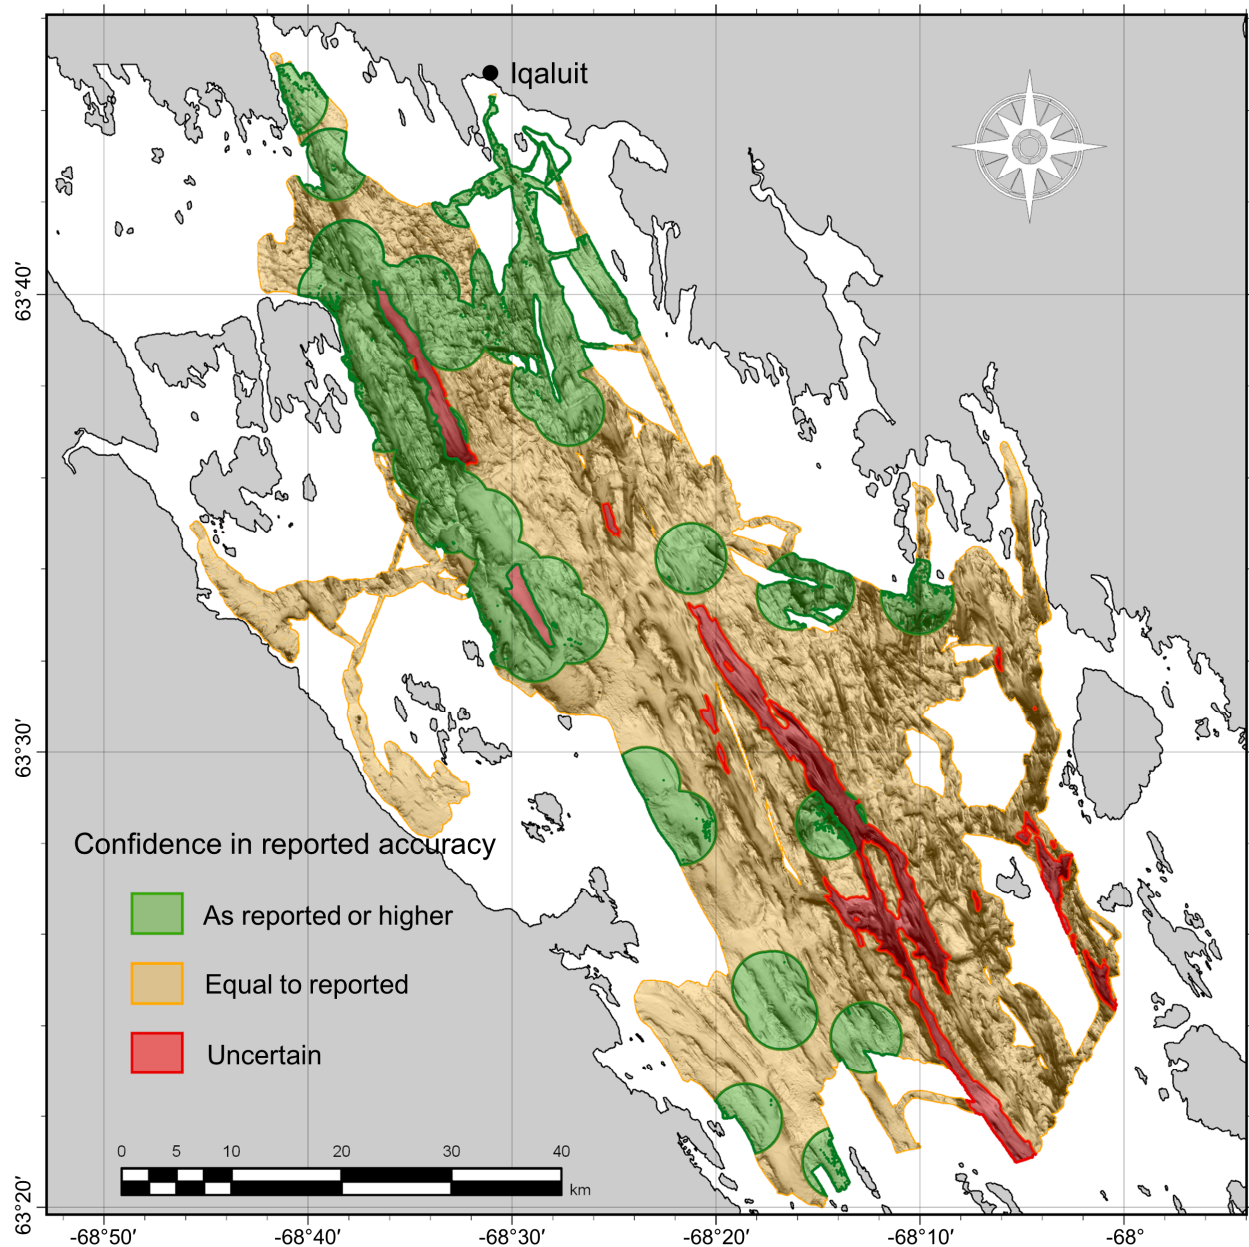 Iqaluit
63°40′
63°30′
Confidence in reported accuracy
As reported or higher
Equal to reported
Uncertain
0 5 10 20 30 40
km
63°20′
-68°50′ -68°40′ -68°30′ -68°20′ -68°10′ -68°